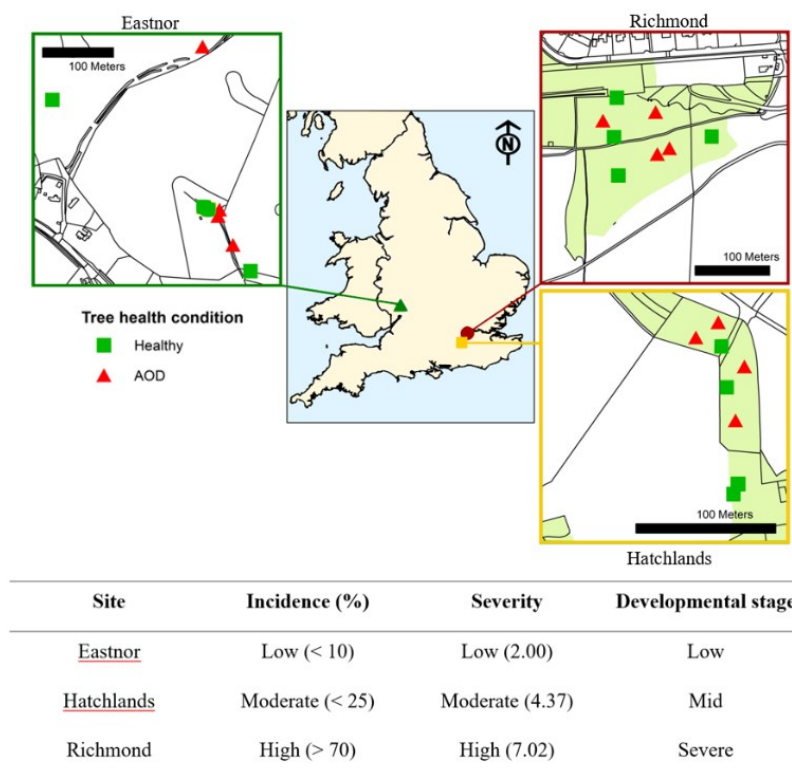 Eastnor
Richmond
100 Meters
N
Tree health condition
Healthy
AOD
100 Meters
100 Meters
Hatchlands
Site Incidence (%) Severity Developmental stage
Eastnor Low (< 10) Low (2.00) Low
Hatchlands Moderate (< 25) Moderate (4.37) Mid
Richmond High (> 70) High (7.02) Severe